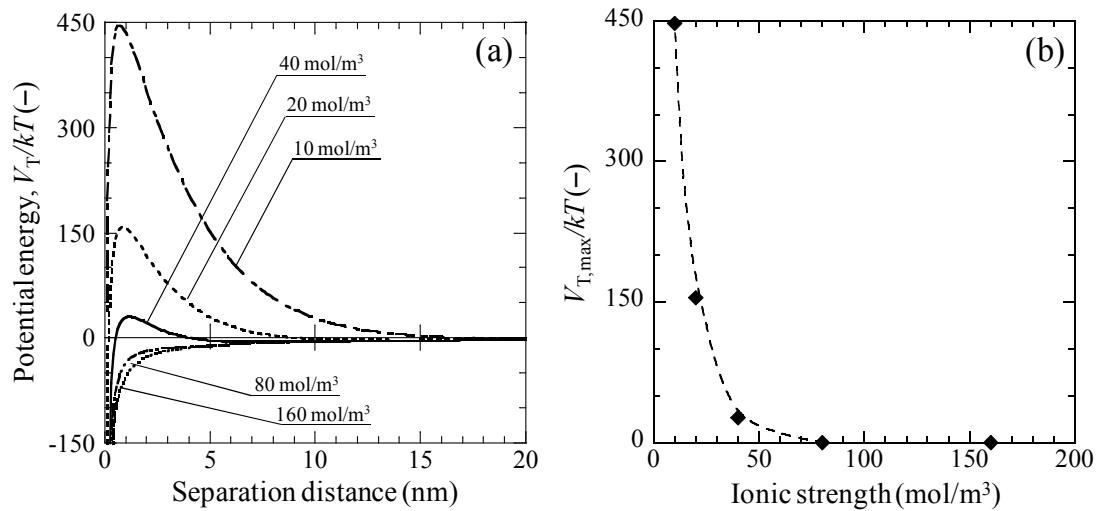 (a)
450
300
150
0
-150
Potential energy, V_T/kT (–)
40 mol/m³
20 mol/m³
10 mol/m³
80 mol/m³
160 mol/m³
0 5 10 15 20
Separation distance (nm)
(b)
450
300
150
0
V_T,max/kT (–)
0 50 100 150 200
Ionic strength (mol/m³)